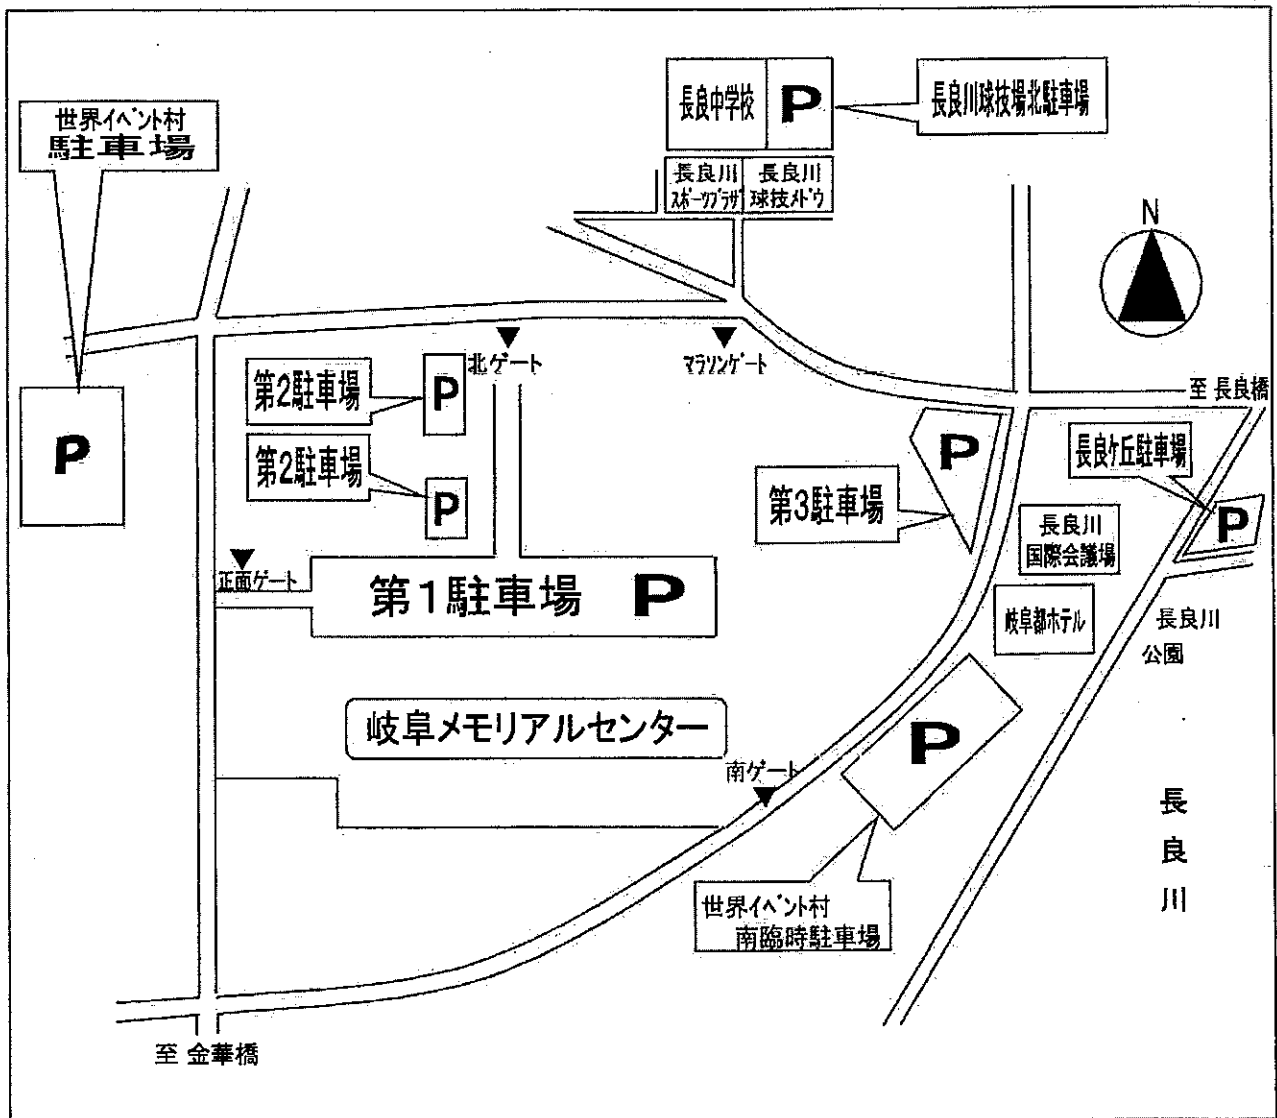 長良中学校
P
長良川球技場北駐車場
世界イベント村
駐車場
長良川
スポーツプラザ
長良川
球技メドウ
N
北ゲート
マラソンゲート
第2駐車場
P
至 長良橋
P
長良ケ丘駐車場
P
第2駐車場
P
第3駐車場
P
長良川
国際会議場
正面ゲート
第1駐車場 P
岐阜都ホテル
長良川
公園
岐阜メモリアルセンター
P
南ゲート
長良川
世界イベント村
南臨時駐車場
至 金華橋